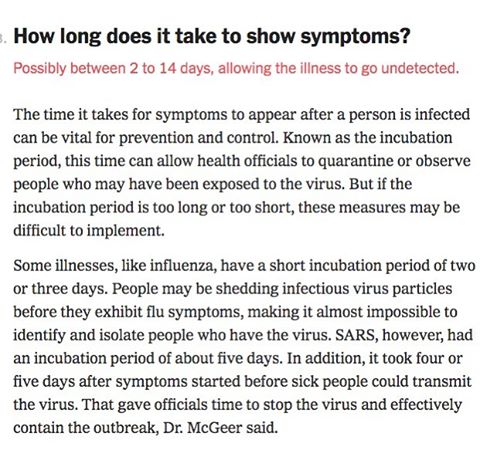 3. How long does it take to show symptoms?
Possibly between 2 to 14 days, allowing the illness to go undetected.
The time it takes for symptoms to appear after a person is infected
can be vital for prevention and control. Known as the incubation
period, this time can allow health officials to quarantine or observe
people who may have been exposed to the virus. But if the
incubation period is too long or too short, these measures may be
difficult to implement.
Some illnesses, like influenza, have a short incubation period of two
or three days. People may be shedding infectious virus particles
before they exhibit flu symptoms, making it almost impossible to
identify and isolate people who have the virus. SARS, however, had
an incubation period of about five days. In addition, it took four or
five days after symptoms started before sick people could transmit
the virus. That gave officials time to stop the virus and effectively
contain the outbreak, Dr. McGeer said.